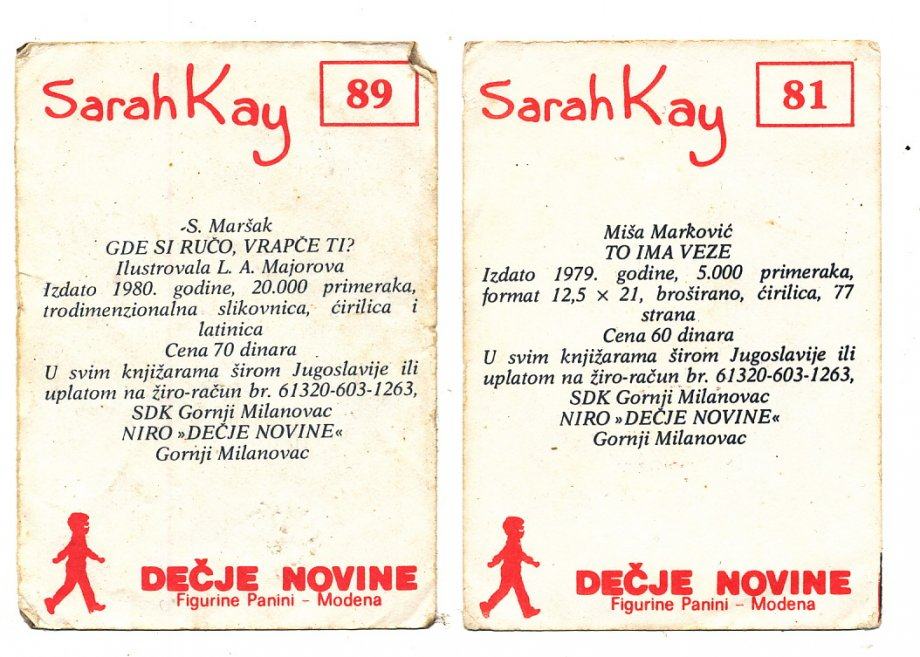 Sarah Kay
89
S. Maršak
GDE SI RUČO, VRAPČE TI?
Ilustrovala L. A. Majorova
Izdato 1980. godine, 20.000 primeraka,
trodimenzionalna slikovnica, ćirilica i
latinica
Cena 70 dinara
U svim knjižarama širom Jugoslavije ili
uplatom na žiro-račun br. 61320-603-1263,
SDK Gornji Milanovac
NIRO »DEČJE NOVINE«
Gornji Milanovac
DEČJE NOVINE
Figurine Panini - Modena
Sarah Kay
81
Miša Marković
TO IMA VEZE
Izdato 1979. godine, 5.000 primeraka,
format 12,5 × 21, broširano, ćirilica, 77
strana
Cena 60 dinara
U svim knjižarama širom Jugoslavije ili
uplatom na žiro-račun br. 61320-603-1263,
SDK Gornji Milanovac
NIRO »DEČJE NOVINE«
Gornji Milanovac
DEČJE NOVINE
Figurine Panini - Modena